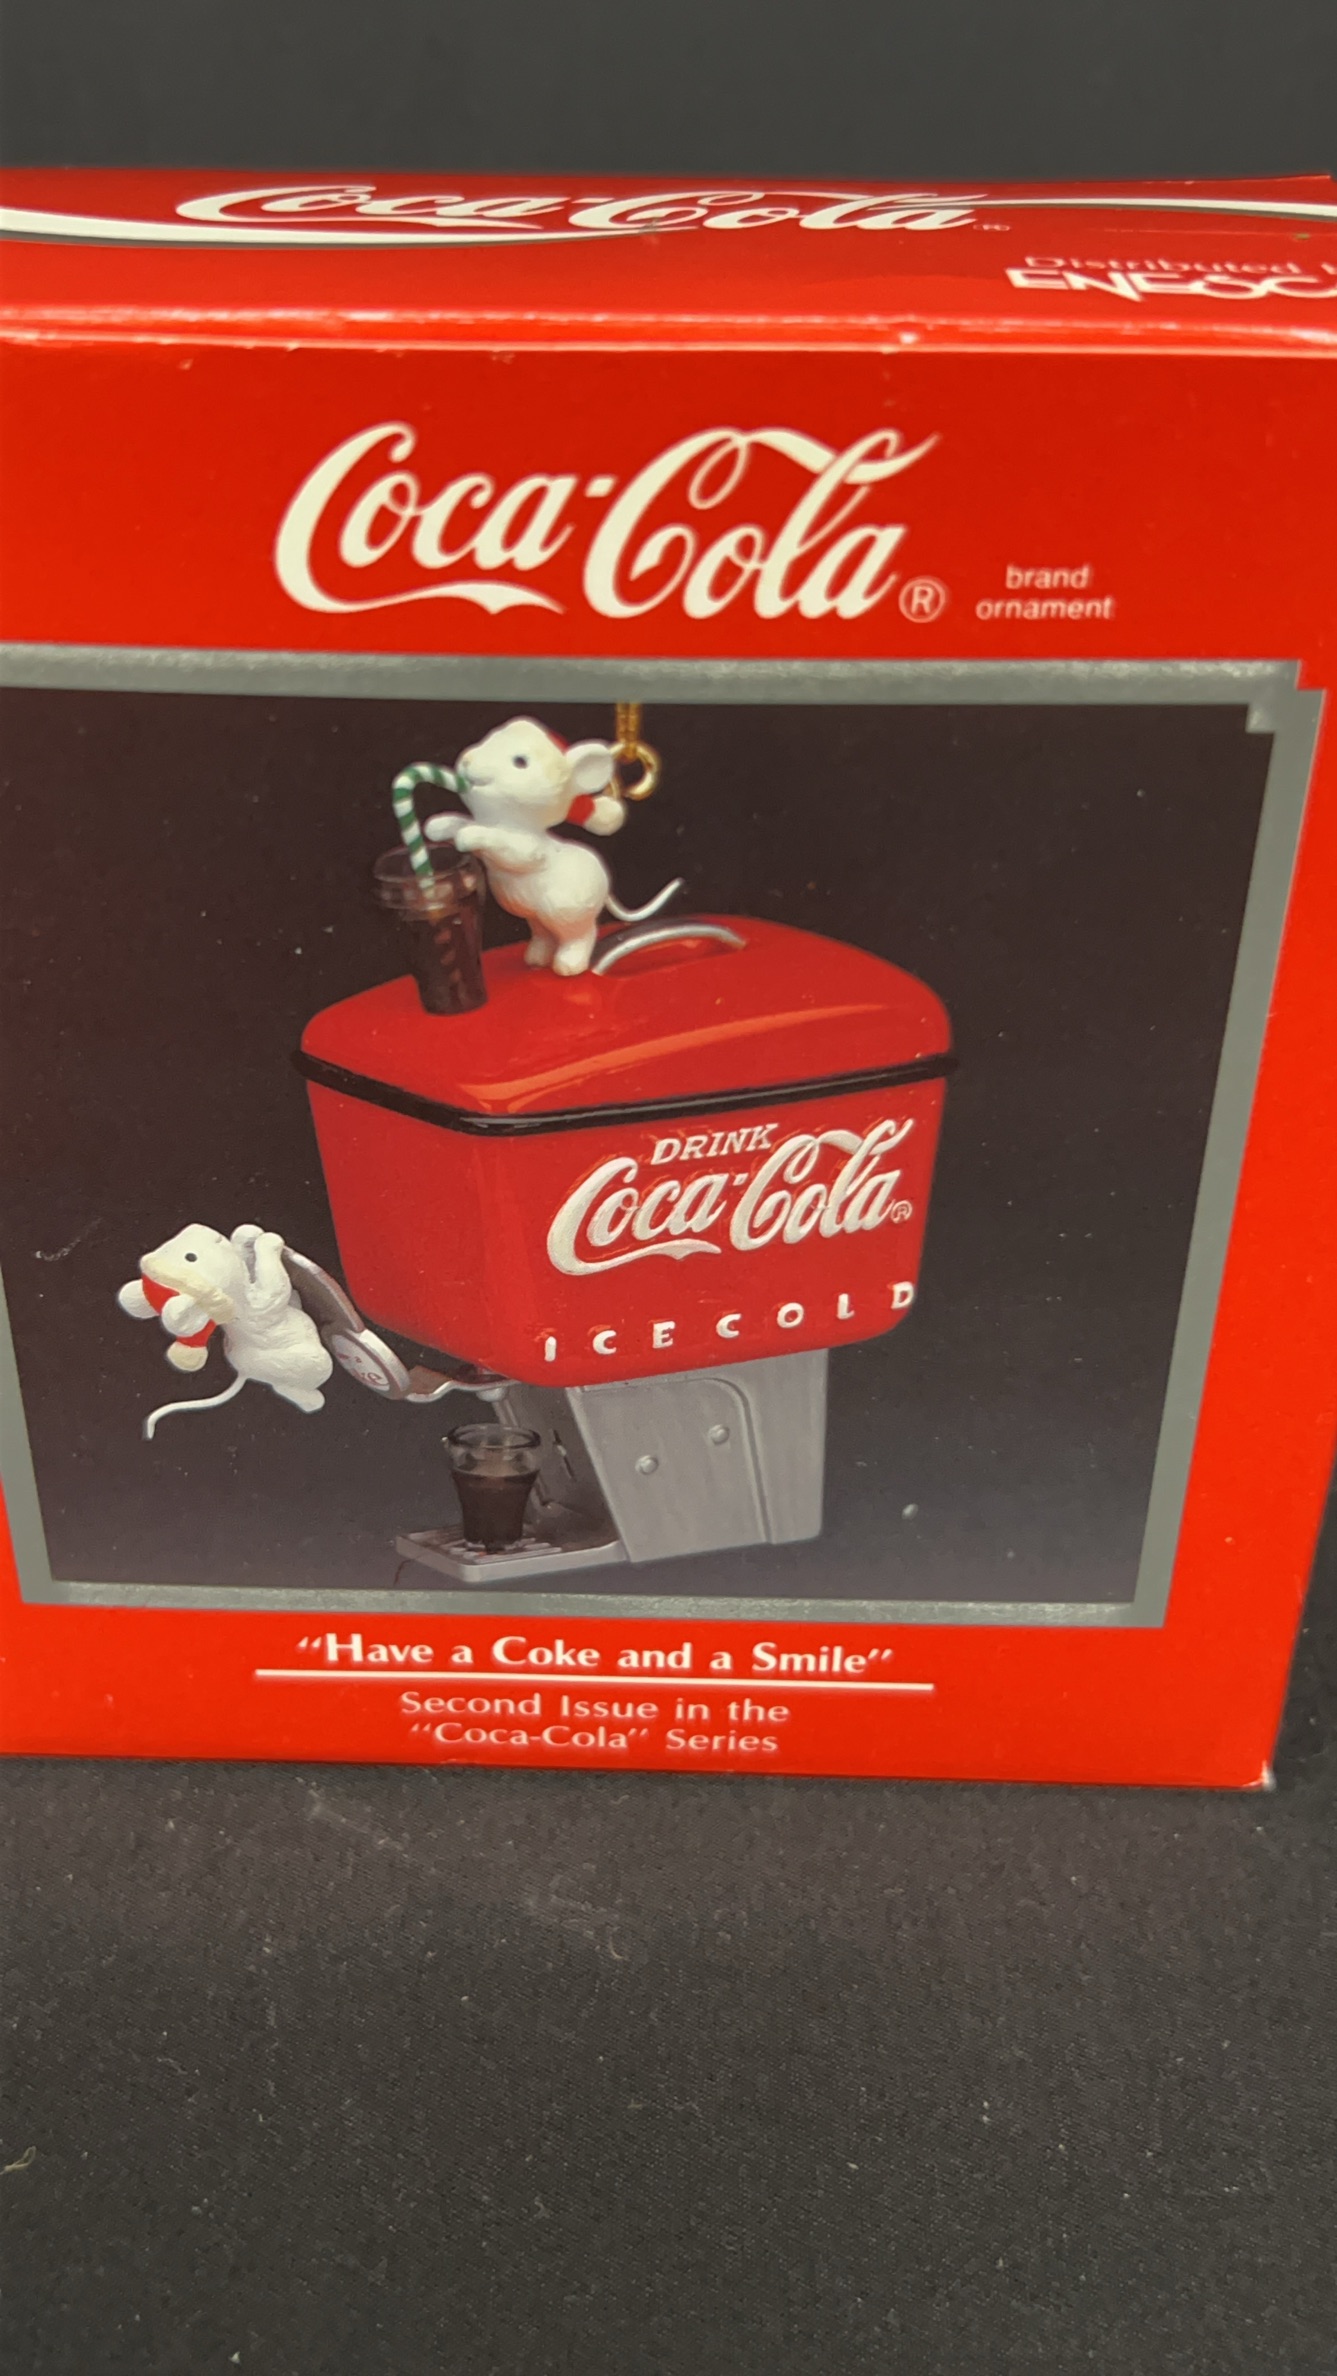 Coca-Cola ®
Distributed
ENESC
Coca-Cola ®
brand
ornament
DRINK
Coca-Cola ®
ICE COLD
"Have a Coke and a Smile"
Second Issue in the
"Coca-Cola" Series